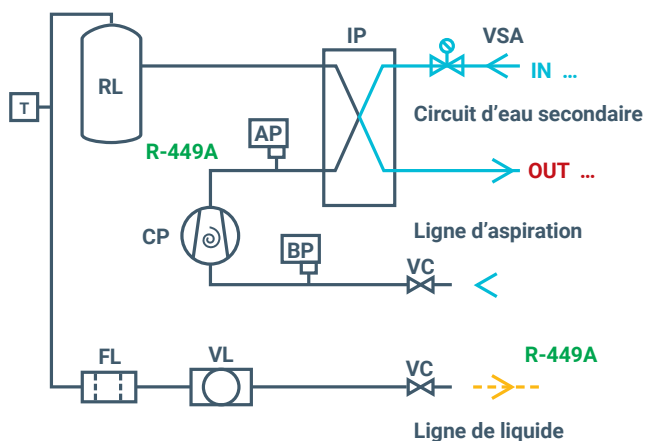 IP
VSA
RL
IN ...
T
Circuit d’eau secondaire
AP
R-449A
OUT ...
CP
Ligne d’aspiration
BP
VC
FL
VL
VC
R-449A
Ligne de liquide